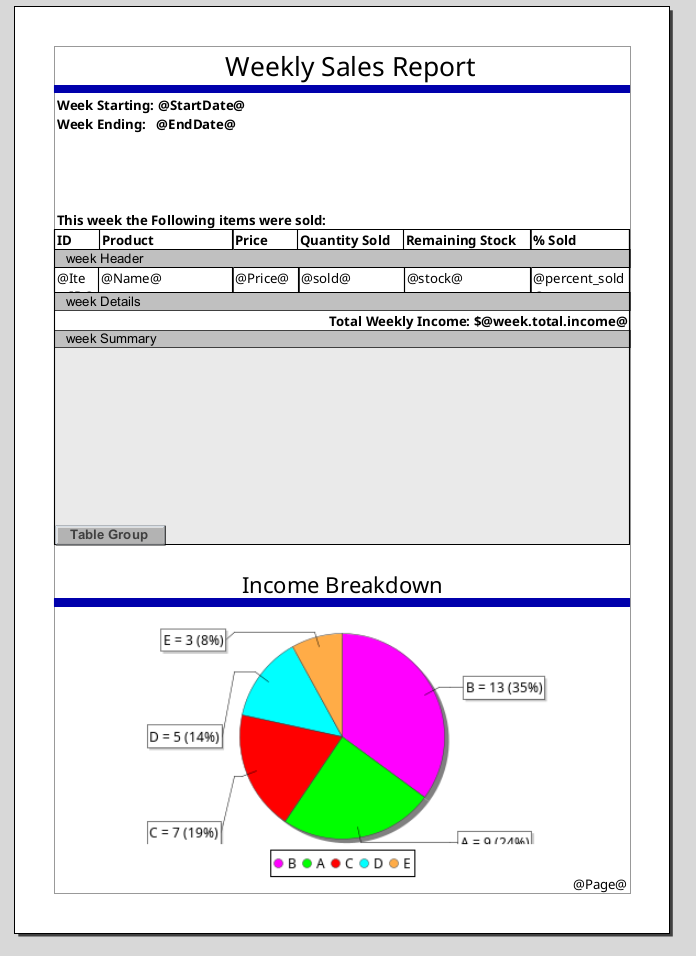 Weekly Sales Report
Week Starting: @StartDate@
Week Ending: @EndDate@
This week the Following items were sold:
ID Product Price Quantity Sold Remaining Stock % Sold
week Header
@Ite @Name@ @Price@ @sold@ @stock@ @percent_sold
week Details
Total Weekly Income: $@week.total.income@
week Summary
Table Group
Income Breakdown
E = 3 (8%)
B = 13 (35%)
D = 5 (14%)
C = 7 (19%)
A = 9 (24%)
B A C D E
@Page@